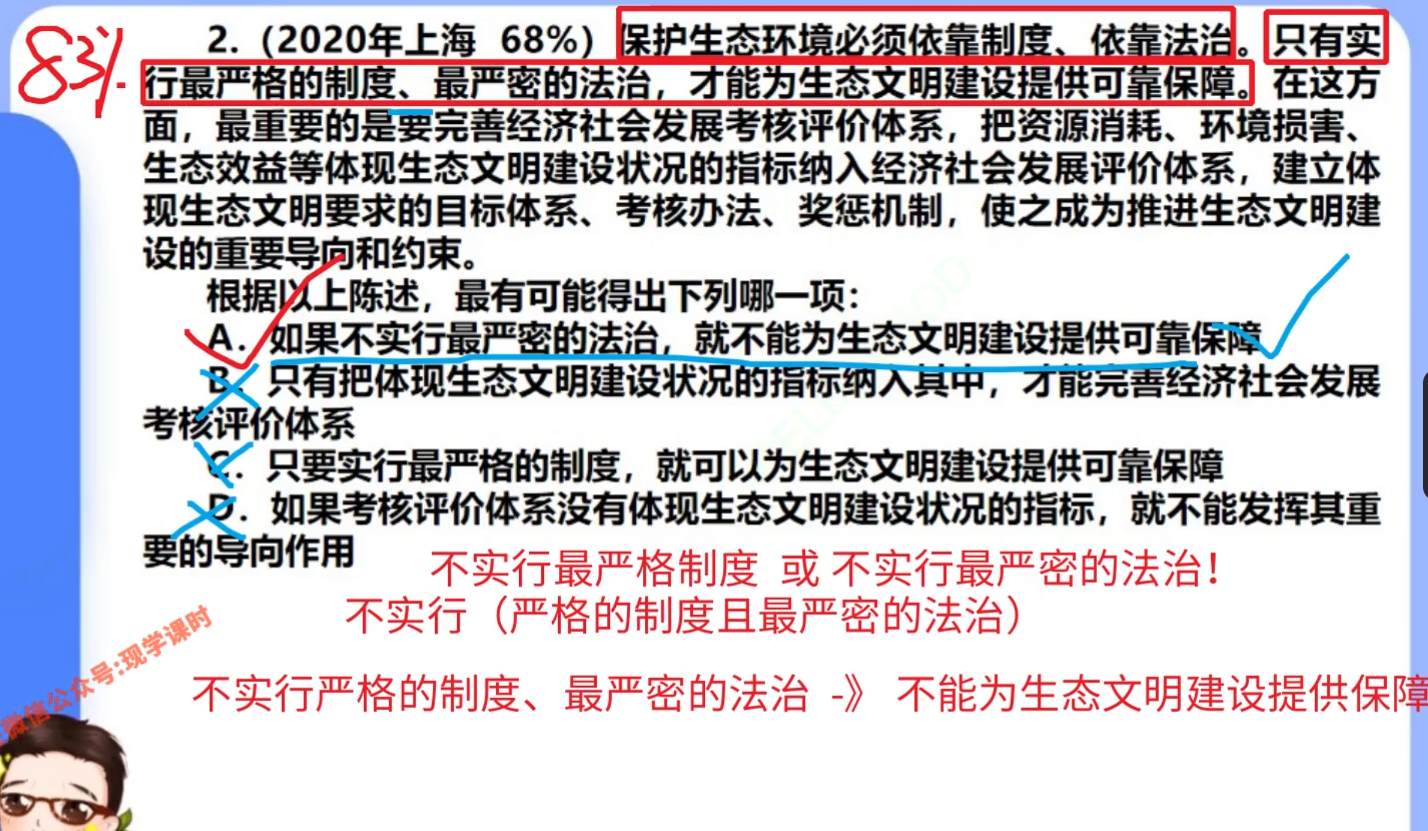 83%
2.（2020年上海 68%）保护生态环境必须依靠制度、依靠法治。只有实
行最严格的制度、最严密的法治，才能为生态文明建设提供可靠保障。在这方
面，最重要的是要完善经济社会发展考核评价体系，把资源消耗、环境损害、
生态效益等体现生态文明建设状况的指标纳入经济社会发展评价体系，建立体
现生态文明要求的目标体系、考核办法、奖惩机制，使之成为推进生态文明建
设的重要导向和约束。
根据以上陈述，最有可能得出下列哪一项：
A．如果不实行最严密的法治，就不能为生态文明建设提供可靠保障
B．只有把体现生态文明建设状况的指标纳入其中，才能完善经济社会发展
考核评价体系
C．只要实行最严格的制度，就可以为生态文明建设提供可靠保障
D．如果考核评价体系没有体现生态文明建设状况的指标，就不能发挥其重
要的导向作用
不实行最严格制度 或 不实行最严密的法治！
不实行（严格的制度且最严密的法治）
不实行严格的制度、最严密的法治 -》 不能为生态文明建设提供保障
微信公众号:现学课时